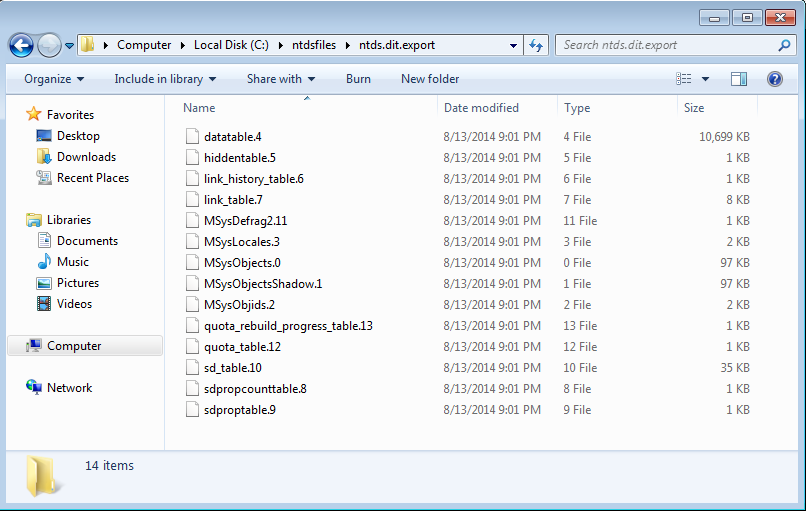 Computer Local Disk (C:) ntdsfiles ntds.dit.export Search ntds.dit.export
Organize Include in library Share with Burn New folder
Favorites
Desktop
Downloads
Recent Places
Libraries
Documents
Music
Pictures
Videos
Computer
Network
Name Date modified Type Size
datatable.4 8/13/2014 9:01 PM 4 File 10,699 KB
hiddentable.5 8/13/2014 9:01 PM 5 File 1 KB
link_history_table.6 8/13/2014 9:01 PM 6 File 1 KB
link_table.7 8/13/2014 9:01 PM 7 File 8 KB
MSysDefrag2.11 8/13/2014 9:01 PM 11 File 1 KB
MSysLocales.3 8/13/2014 9:01 PM 3 File 2 KB
MSysObjects.0 8/13/2014 9:01 PM 0 File 97 KB
MSysObjectsShadow.1 8/13/2014 9:01 PM 1 File 97 KB
MSysObjids.2 8/13/2014 9:01 PM 2 File 2 KB
quota_rebuild_progress_table.13 8/13/2014 9:01 PM 13 File 1 KB
quota_table.12 8/13/2014 9:01 PM 12 File 1 KB
sd_table.10 8/13/2014 9:01 PM 10 File 35 KB
sdpropcounttable.8 8/13/2014 9:01 PM 8 File 1 KB
sdproptable.9 8/13/2014 9:01 PM 9 File 1 KB
14 items